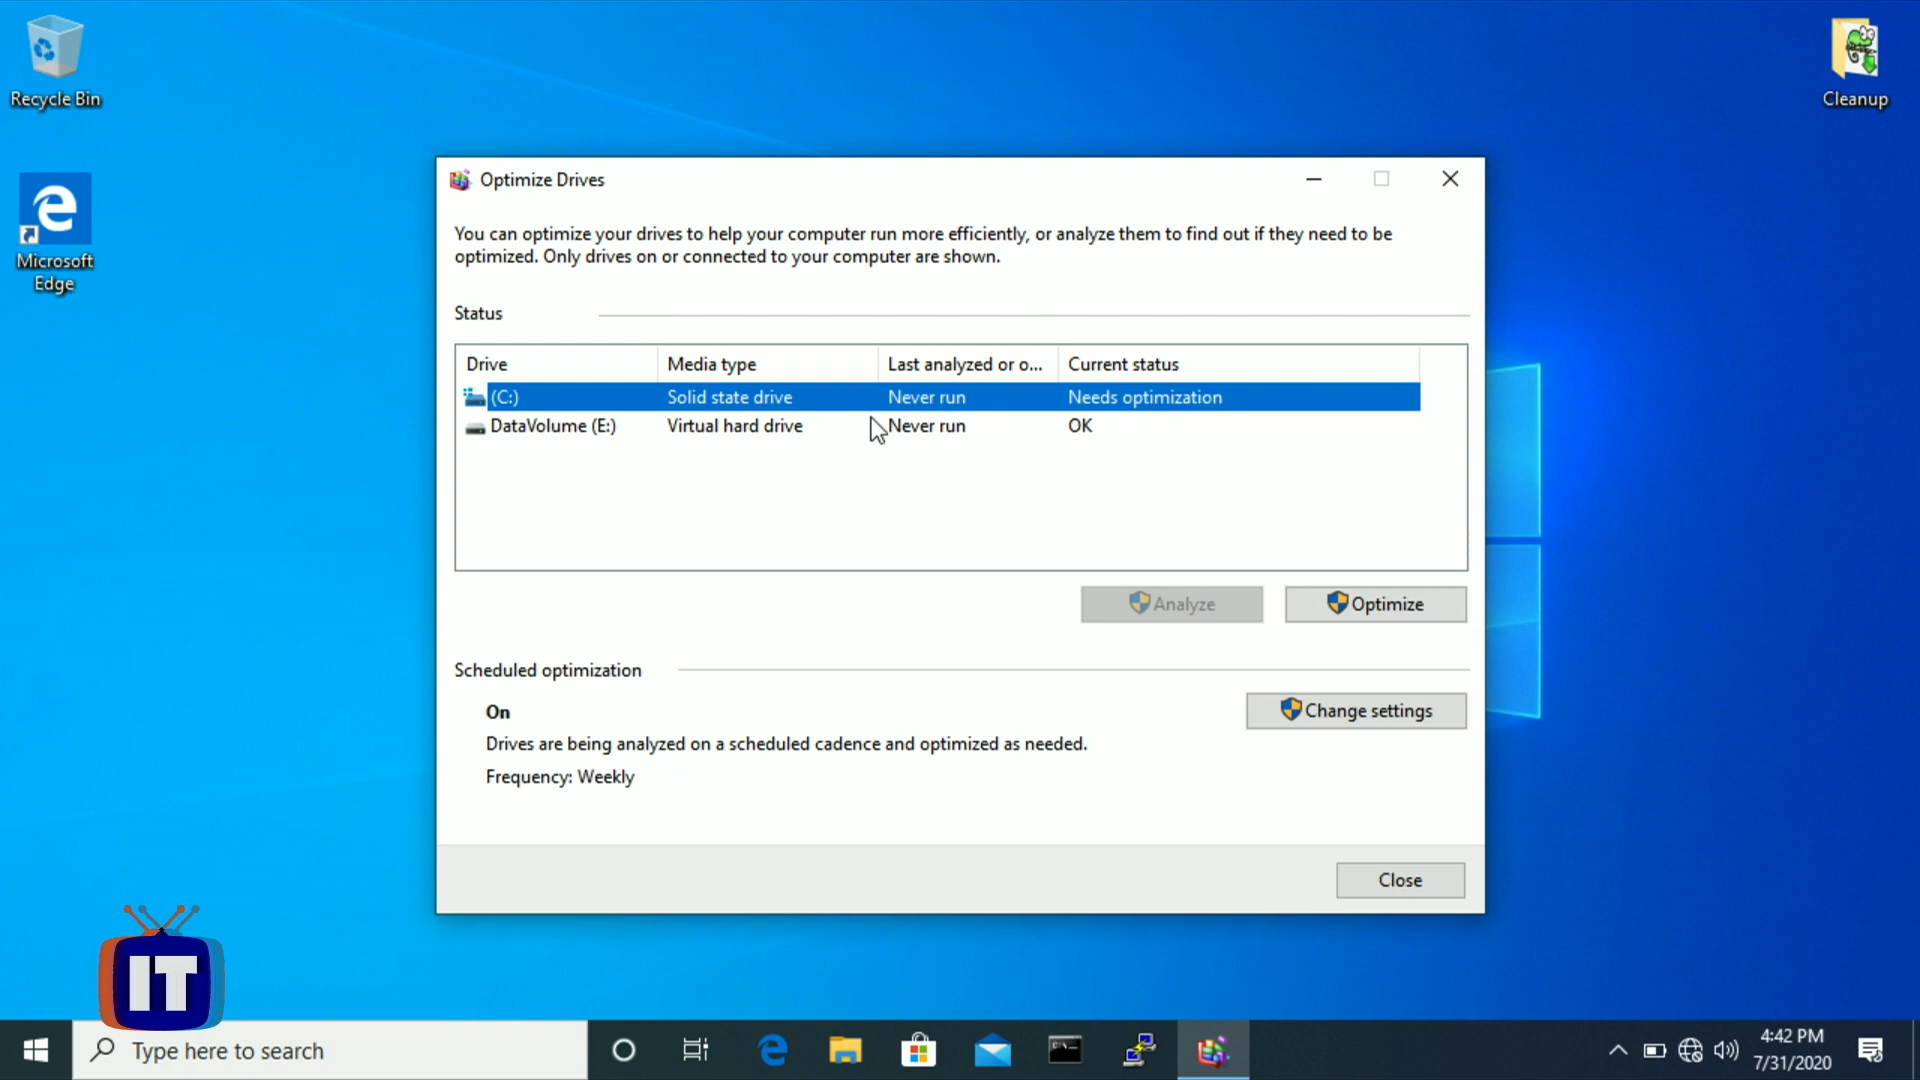 Recycle Bin
Cleanup
Microsoft
Edge
Optimize Drives
You can optimize your drives to help your computer run more efficiently, or analyze them to find out if they need to be
optimized. Only drives on or connected to your computer are shown.
Status
Drive Media type Last analyzed or o... Current status
(C:) Solid state drive Never run Needs optimization
DataVolume (E:) Virtual hard drive Never run OK
Analyze Optimize
Scheduled optimization
On
Change settings
Drives are being analyzed on a scheduled cadence and optimized as needed.
Frequency: Weekly
Close
IT
Type here to search
4:42 PM
7/31/2020